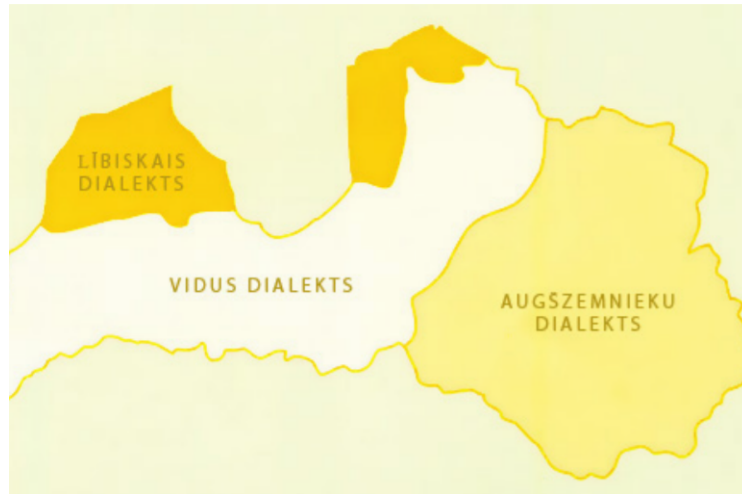 LĪBISKAIS
DIALEKTS
VIDUS DIALEKTS
AUGŠZEMNIEKU
DIALEKTS